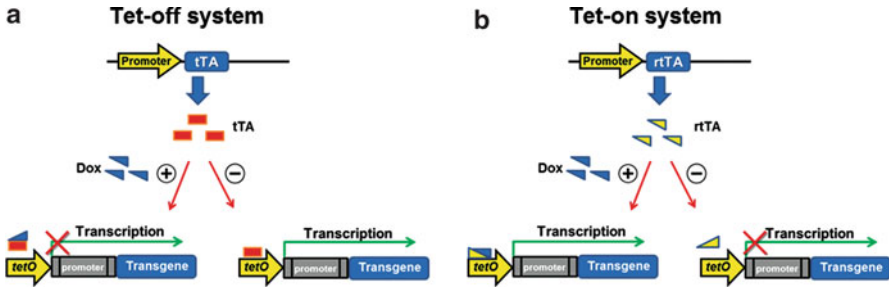 a Tet-off system
Promoter tTA
tTA
Dox + −
Transcription
tetO promoter Transgene
Transcription
tetO promoter Transgene
b Tet-on system
Promoter rtTA
rtTA
Dox + −
Transcription
tetO promoter Transgene
Transcription
tetO promoter Transgene